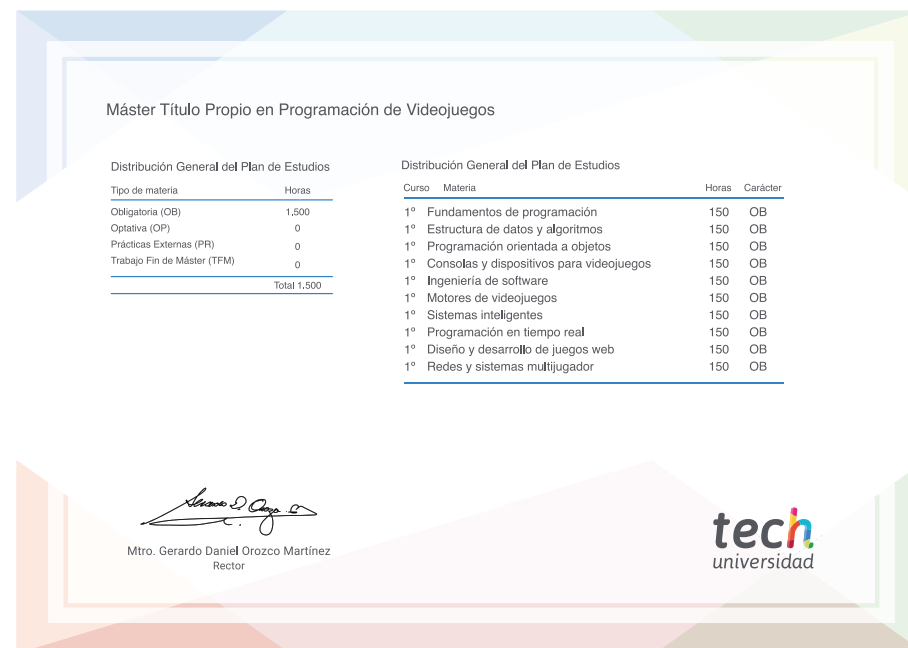 Máster Título Propio en Programación de Videojuegos
Distribución General del Plan de Estudios
Tipo de materia Horas
Obligatoria (OB) 1.500
Optativa (OP) 0
Prácticas Externas (PR) 0
Trabajo Fin de Máster (TFM) 0
Total 1.500
Distribución General del Plan de Estudios
Curso Materia Horas Carácter
1º Fundamentos de programación 150 OB
1º Estructura de datos y algoritmos 150 OB
1º Programación orientada a objetos 150 OB
1º Consolas y dispositivos para videojuegos 150 OB
1º Ingeniería de software 150 OB
1º Motores de videojuegos 150 OB
1º Sistemas inteligentes 150 OB
1º Programación en tiempo real 150 OB
1º Diseño y desarrollo de juegos web 150 OB
1º Redes y sistemas multijugador 150 OB
Mtro. Gerardo Daniel Orozco Martínez
Rector
tech
universidad